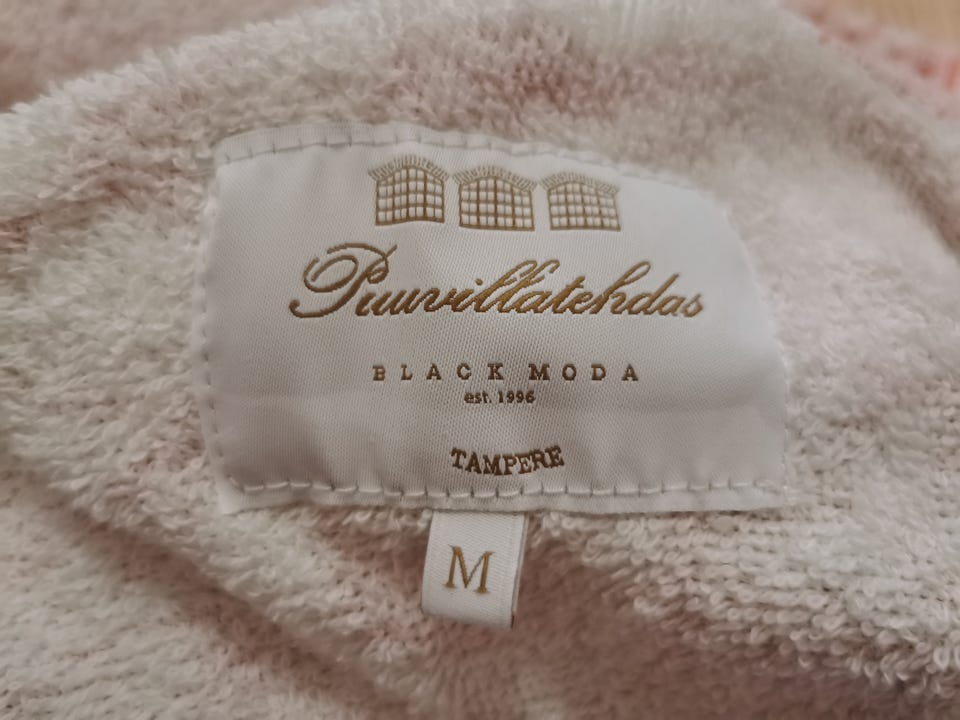 Puuvillatehdas
BLACK MODA
est. 1996
TAMPERE
M